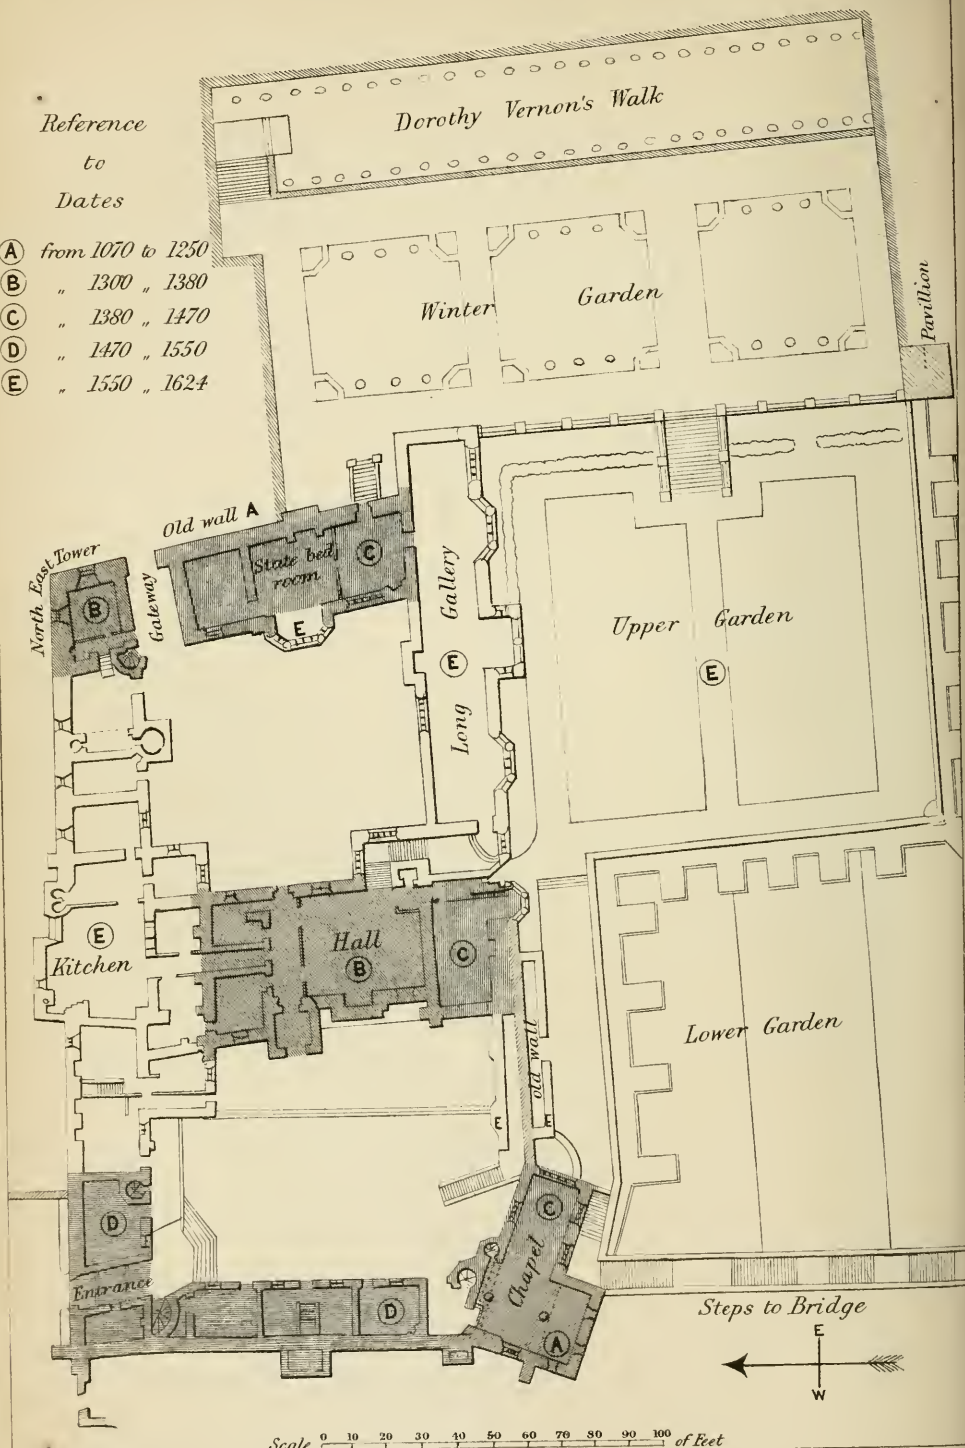 Reference
to
Dates
A from 1070 to 1250
B „ 1300 „ 1380
C „ 1380 „ 1470
D „ 1470 „ 1550
E „ 1550 „ 1624
Dorothy Vernon's Walk
Winter Garden
Pavillion
Old wall A
North East Tower
B
Gateway
State bed room
C
E
Long Gallery
E
Upper Garden
E
E
Kitchen
Hall
B
C
Lower Garden
old wall
E
E
D
Entrance
D
C
Chapel
A
Steps to Bridge
E
W
Scale 0 10 20 30 40 50 60 70 80 90 100 of Feet